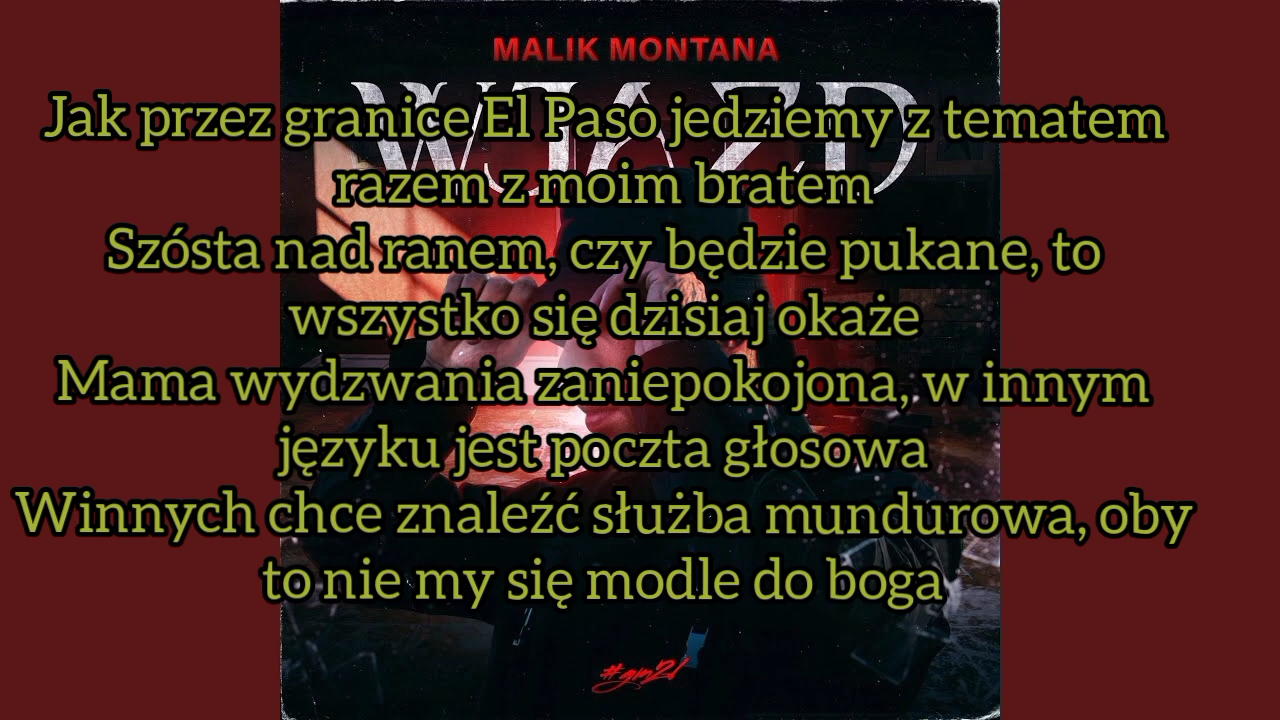 MALIK MONTANA
WJAZD
Jak przez granice El Paso jedziemy z tematem
razem z moim bratem
Szósta nad ranem, czy będzie pukane, to
wszystko się dzisiaj okaże
Mama wydzwania zaniepokojona, w innym
języku jest poczta głosowa
Winnych chce znaleźć służba mundurowa, oby
to nie my się modle do boga
#gm2l